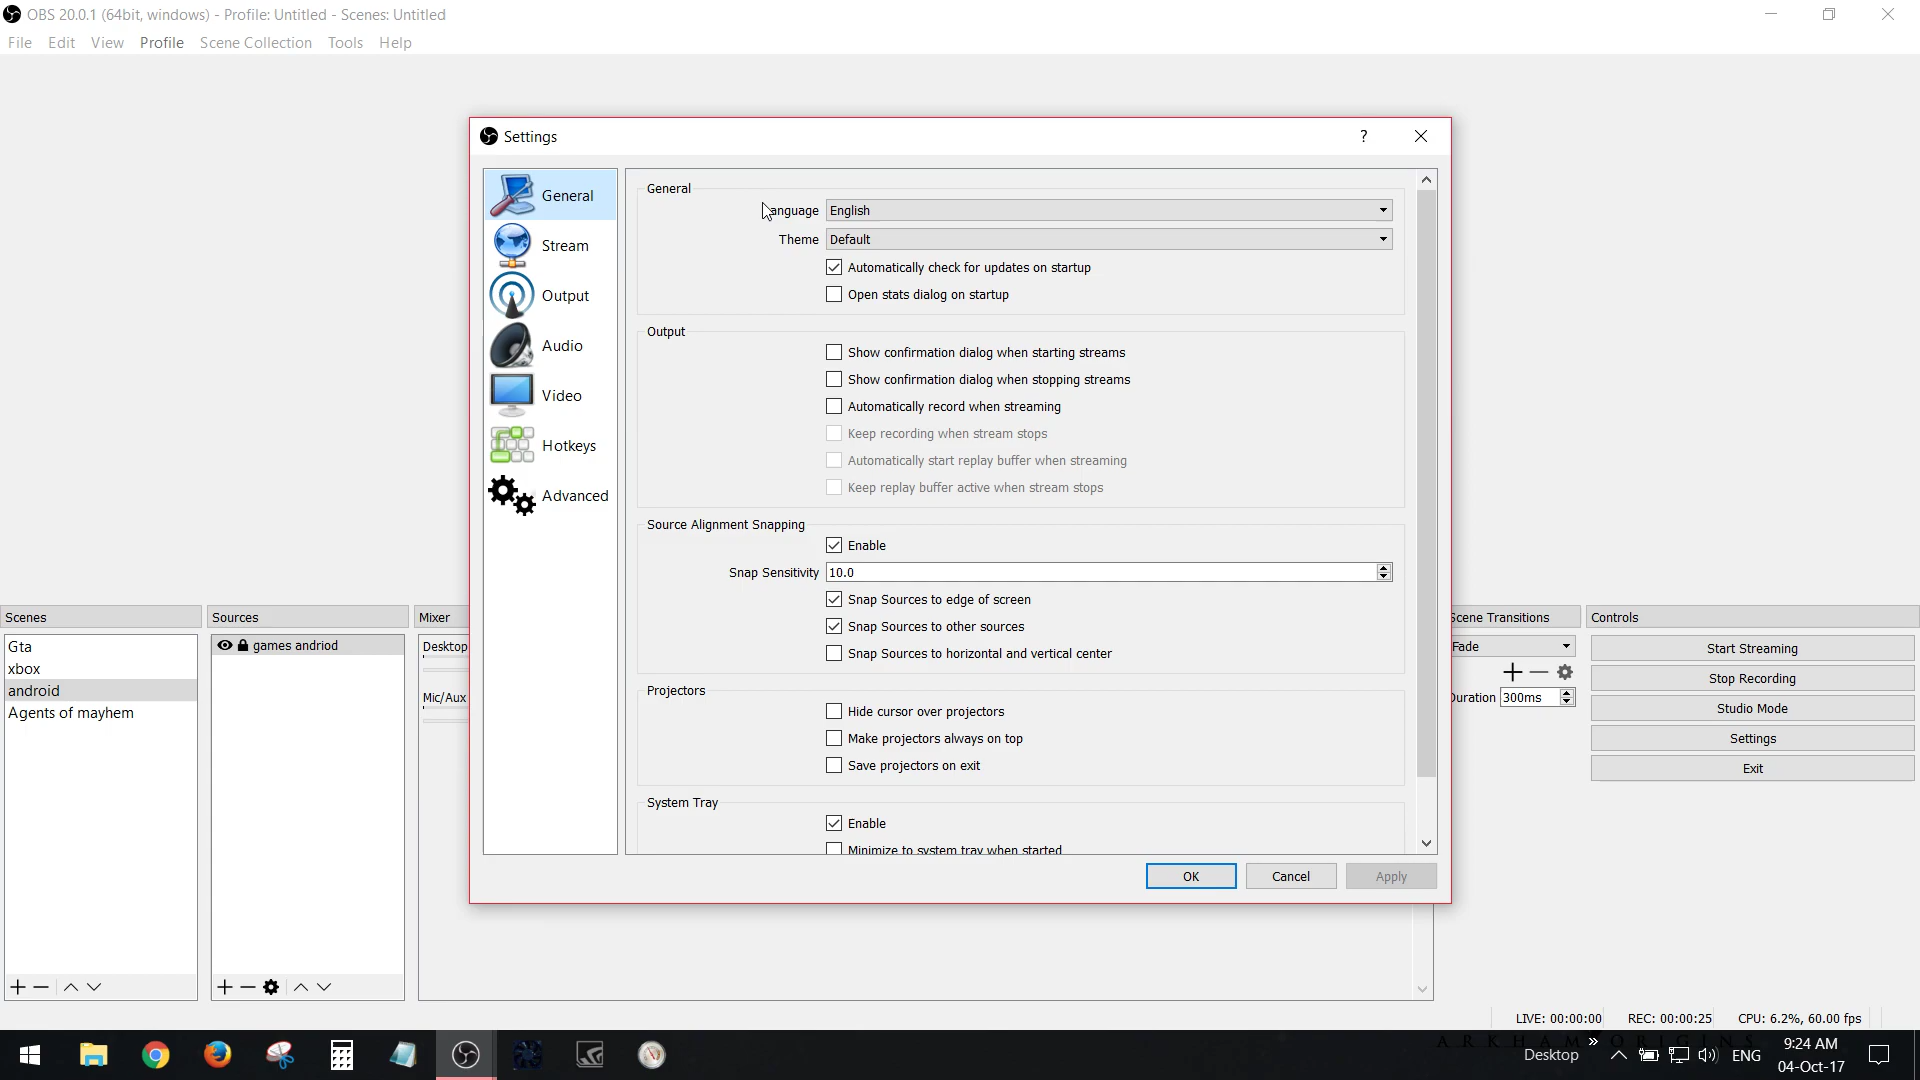 OBS 20.0.1 (64bit, windows) - Profile: Untitled - Scenes: Untitled
File Edit View Profile Scene Collection Tools Help
Settings
?
General
Stream
Output
Audio
Video
Hotkeys
Advanced
General
Language English
Theme Default
Automatically check for updates on startup
Open stats dialog on startup
Output
Show confirmation dialog when starting streams
Show confirmation dialog when stopping streams
Automatically record when streaming
Keep recording when stream stops
Automatically start replay buffer when streaming
Keep replay buffer active when stream stops
Source Alignment Snapping
Enable
Snap Sensitivity 10.0
Snap Sources to edge of screen
Snap Sources to other sources
Snap Sources to horizontal and vertical center
Projectors
Hide cursor over projectors
Make projectors always on top
Save projectors on exit
System Tray
Enable
Minimize to system tray when started
OK Cancel Apply
Scenes
Gta
xbox
android
Agents of mayhem
Sources
games andriod
Mixer
Desktop
Mic/Aux
Scene Transitions
Fade
Duration 300ms
Controls
Start Streaming
Stop Recording
Studio Mode
Settings
Exit
LIVE: 00:00:00 REC: 00:00:25 CPU: 6.2%, 60.00 fps
ARKHAM ORIGINS
Desktop » ENG
9:24 AM
04-Oct-17